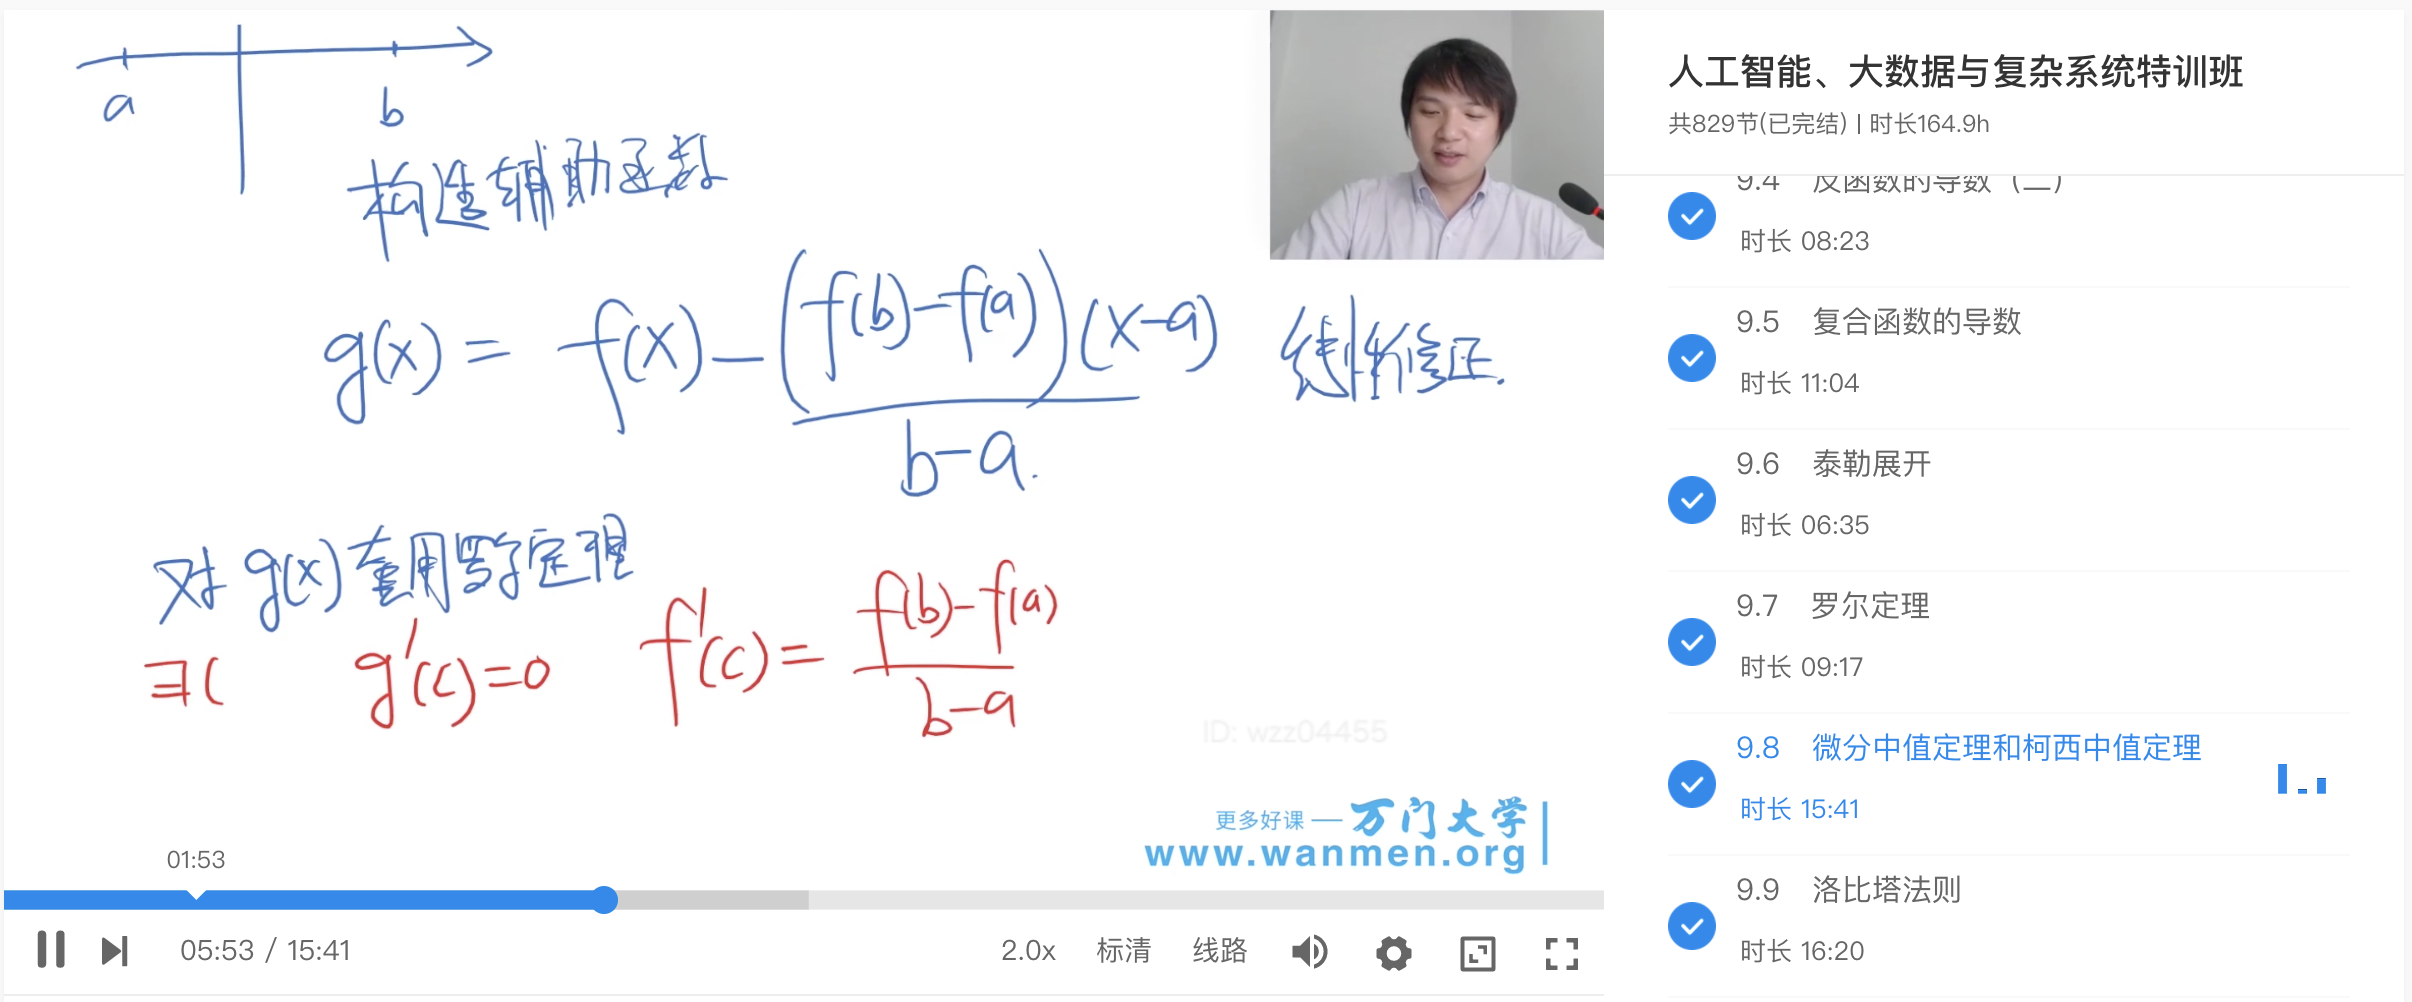 a
b
构造辅助函数
g(x) = f(x) - (f(b)-f(a))(x-a) 线性修正.
b-a.
对 g(x) 套用罗尔定理
∃c g'(c)=0 f'(c)= f(b)-f(a)
b-a
ID: wzz04455
更多好课 — 万门大学
www.wanmen.org
01:53
05:53 / 15:41
2.0x 标清 线路
人工智能、大数据与复杂系统特训班
共829节(已完结) | 时长164.9h
9.4 反函数的导数（二）
时长 08:23
9.5 复合函数的导数
时长 11:04
9.6 泰勒展开
时长 06:35
9.7 罗尔定理
时长 09:17
9.8 微分中值定理和柯西中值定理
时长 15:41
9.9 洛比塔法则
时长 16:20